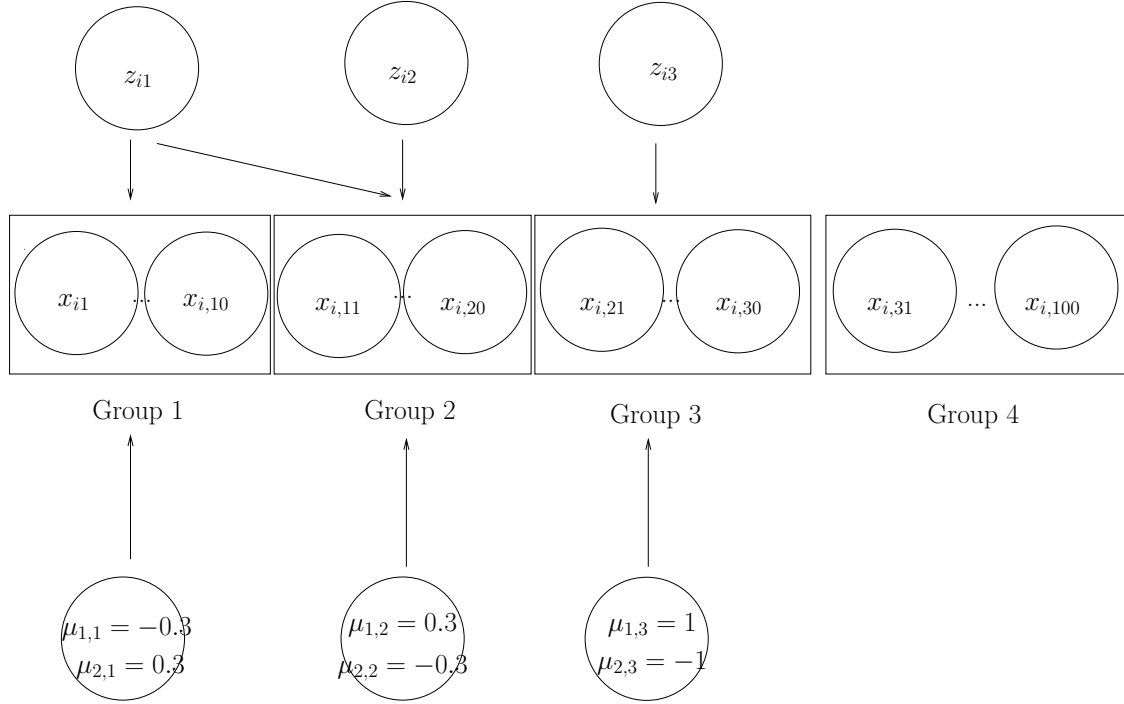 z_{i1} z_{i2} z_{i3}
x_{i1} ... x_{i,10} x_{i,11} ... x_{i,20} x_{i,21} ... x_{i,30} x_{i,31} ... x_{i,100}
Group 1 Group 2 Group 3 Group 4
μ_{1,1} = −0.3 μ_{1,2} = 0.3 μ_{1,3} = 1
μ_{2,1} = 0.3 μ_{2,2} = −0.3 μ_{2,3} = −1